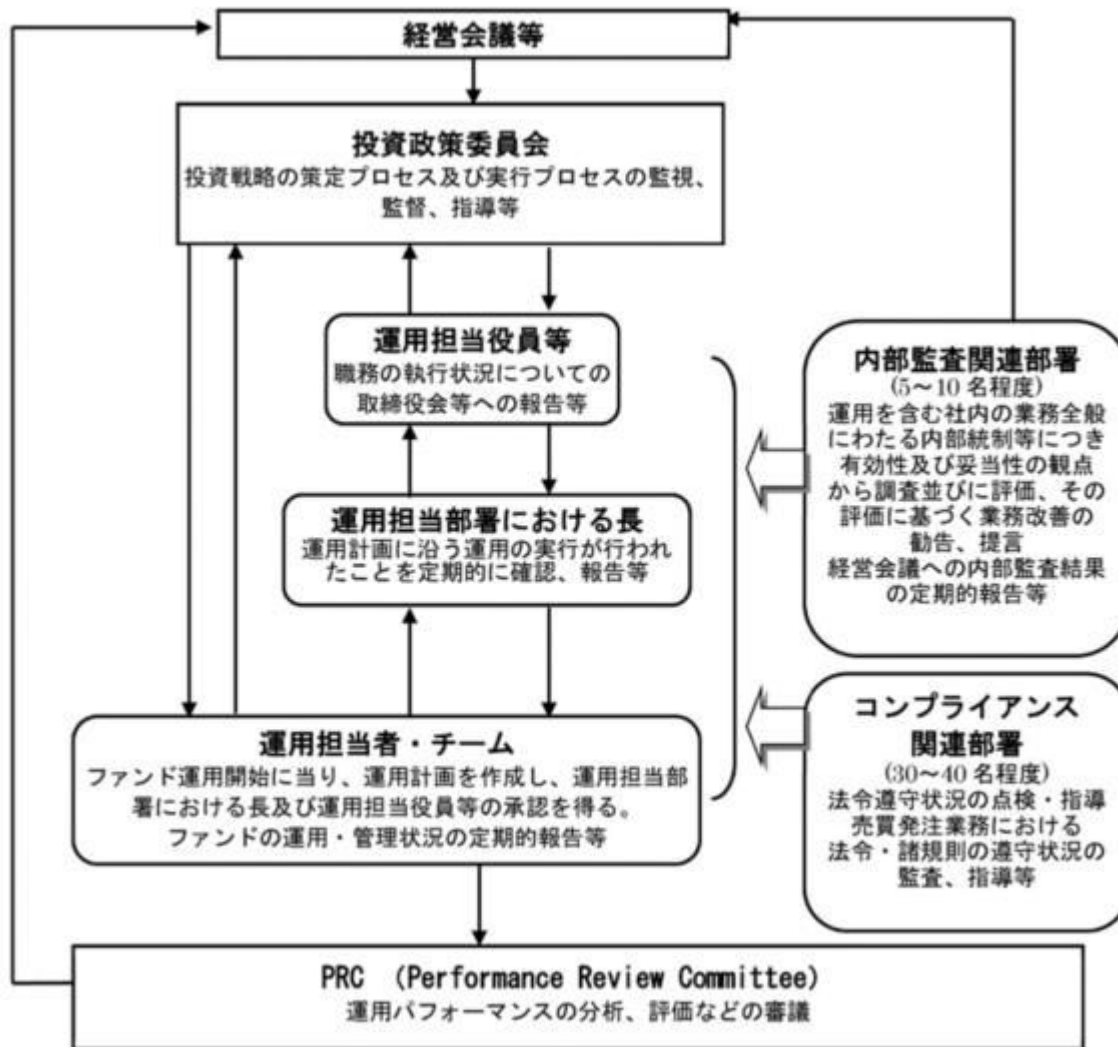 経営会議等
投資政策委員会
投資戦略の策定プロセス及び実行プロセスの監視、
監督、指導等
運用担当役員等
職務の執行状況についての
取締役会等への報告等
運用担当部署における長
運用計画に沿う運用の実行が行われ
たことを定期的に確認、報告等
運用担当者・チーム
ファンド運用開始に当り、運用計画を作成し、運用担当部
署における長及び運用担当役員等の承認を得る。
ファンドの運用・管理状況の定期的報告等
内部監査関連部署
(5～10 名程度)
運用を含む社内の業務全般
にわたる内部統制等につき
有効性及び妥当性の観点
から調査並びに評価、その
評価に基づく業務改善の
勧告、提言
経営会議への内部監査結果
の定期的報告等
コンプライアンス
関連部署
(30～40 名程度)
法令遵守状況の点検・指導
売買発注業務における
法令・諸規則の遵守状況の
監査、指導等
PRC （Performance Review Committee）
運用パフォーマンスの分析、評価などの審議